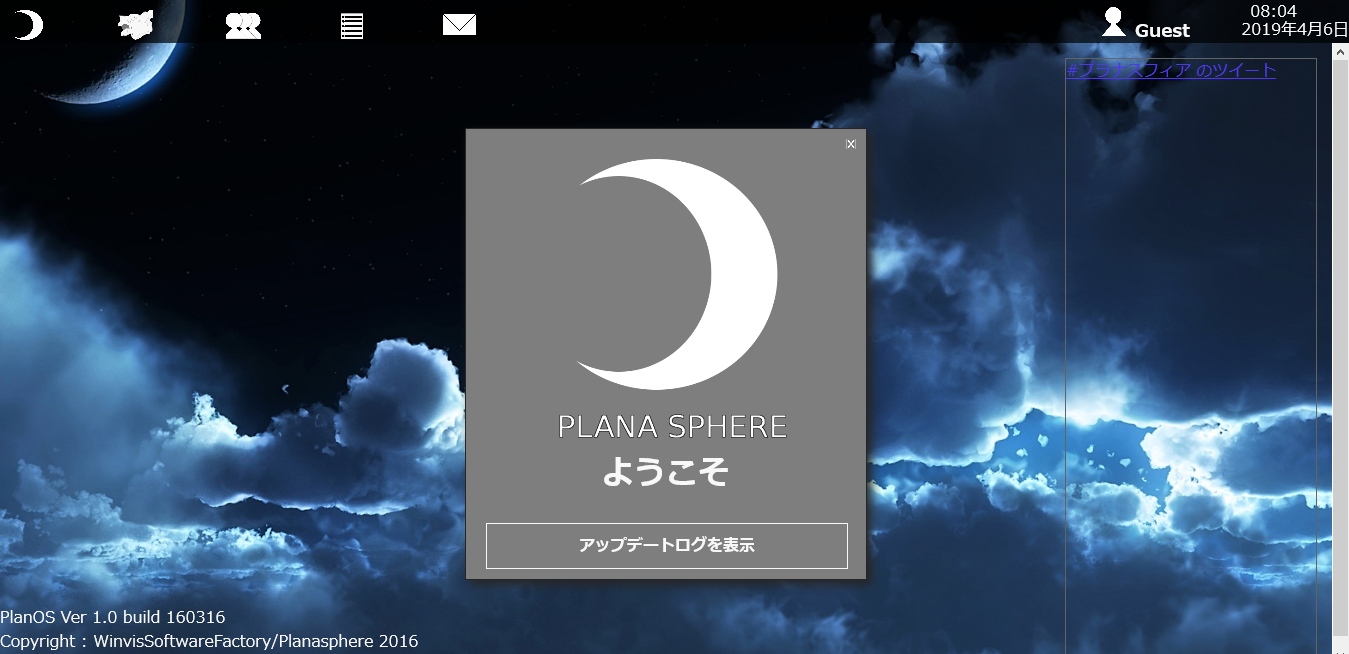 Guest
08:04
2019年4月6日
#プラナスフィア のツイート
X
PLANA SPHERE
ようこそ
アップデートログを表示
PlanOS Ver 1.0 build 160316
Copyright : WinvisSoftwareFactory/Planasphere 2016